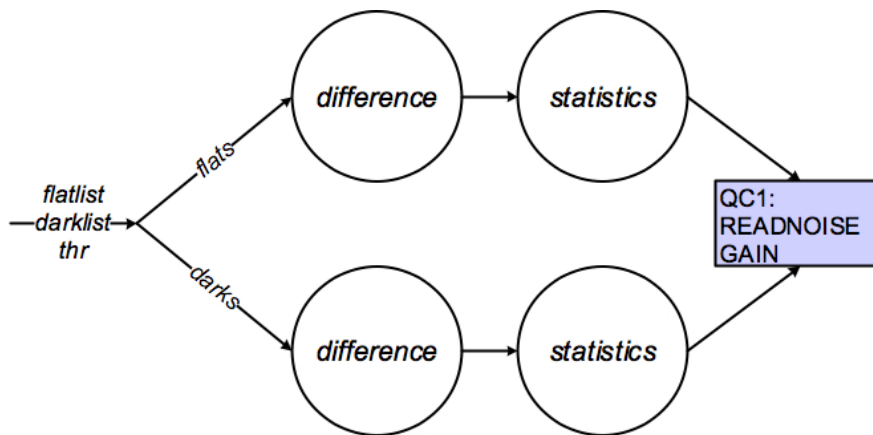 flatlist
darklist
thr
flats
difference
statistics
darks
difference
statistics
QC1:
READNOISE
GAIN